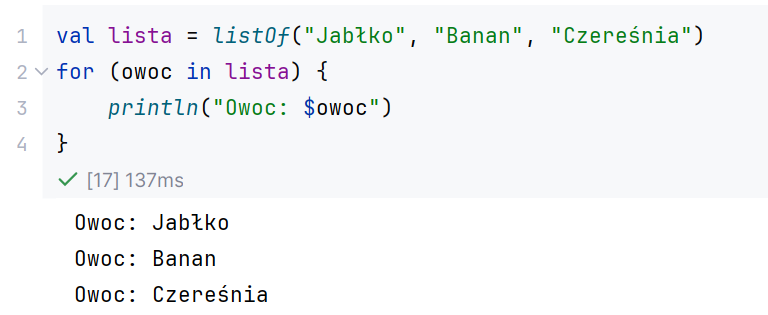 1 val lista = listOf("Jabłko", "Banan", "Czereśnia")
2 for (owoc in lista) {
3     println("Owoc: $owoc")
4 }
[17] 137ms
Owoc: Jabłko
Owoc: Banan
Owoc: Czereśnia